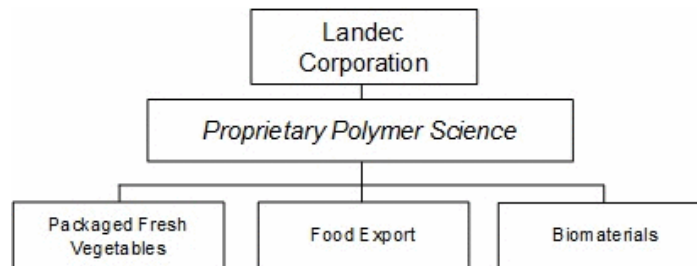 Landec
Corporation
Proprietary Polymer Science
Packaged Fresh
Vegetables
Food Export
Biomaterials